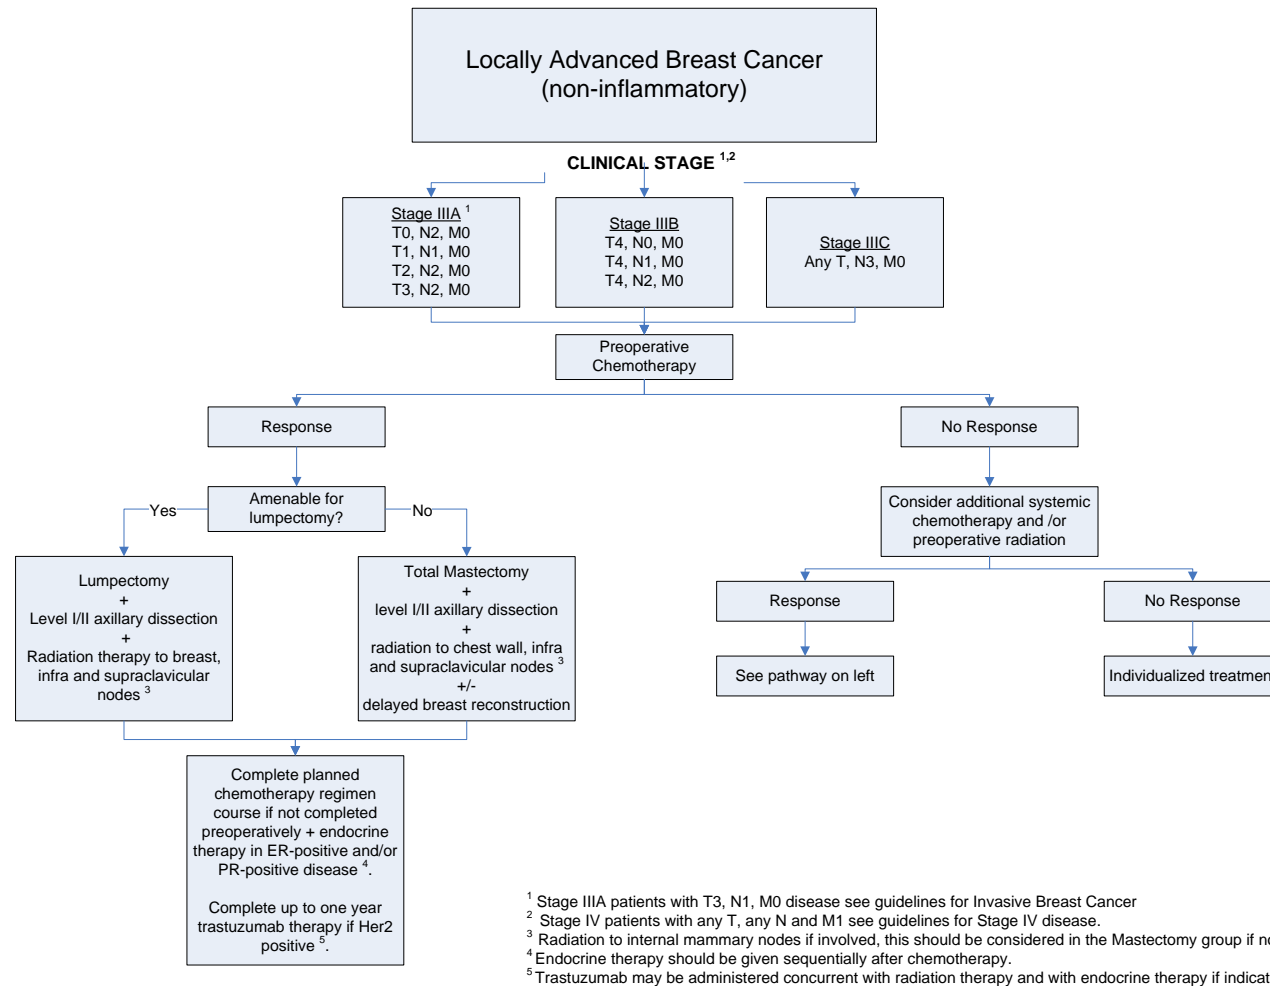 Locally Advanced Breast Cancer
(non-inflammatory)
CLINICAL STAGE 1,2
Stage IIIA 1
T0, N2, M0
T1, N1, M0
T2, N2, M0
T3, N2, M0
Stage IIIB
T4, N0, M0
T4, N1, M0
T4, N2, M0
Stage IIIC
Any T, N3, M0
Preoperative
Chemotherapy
Response
No Response
Amenable for
lumpectomy?
Yes
No
Consider additional systemic
chemotherapy and /or
preoperative radiation
Lumpectomy
+
Level I/II axillary dissection
+
Radiation therapy to breast,
infra and supraclavicular
nodes 3
Total Mastectomy
+
level I/II axillary dissection
+
radiation to chest wall, infra
and supraclavicular nodes 3
+/-
delayed breast reconstruction
Response
No Response
See pathway on left
Individualized treatmen
Complete planned
chemotherapy regimen
course if not completed
preoperatively + endocrine
therapy in ER-positive and/or
PR-positive disease 4.
Complete up to one year
trastuzumab therapy if Her2
positive 5.
1 Stage IIIA patients with T3, N1, M0 disease see guidelines for Invasive Breast Cancer
2 Stage IV patients with any T, any N and M1 see guidelines for Stage IV disease.
3 Radiation to internal mammary nodes if involved, this should be considered in the Mastectomy group if no
4 Endocrine therapy should be given sequentially after chemotherapy.
5 Trastuzumab may be administered concurrent with radiation therapy and with endocrine therapy if indicat